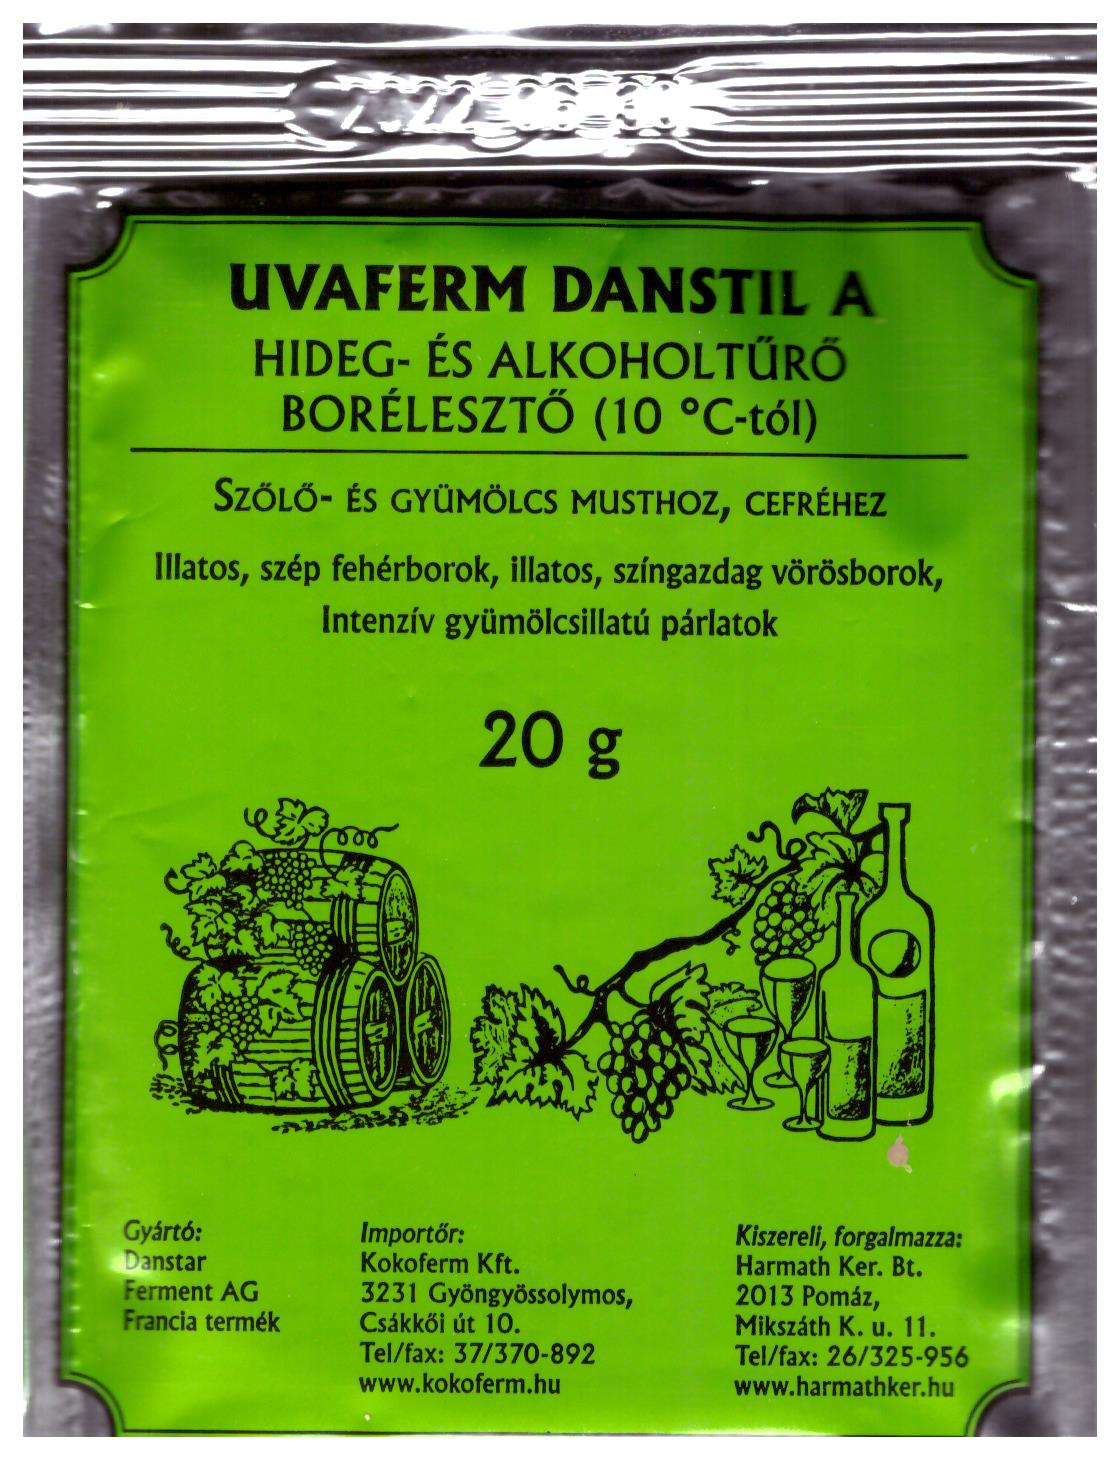 UVAFERM DANSTIL A
HIDEG- ÉS ALKOHOLTŰRŐ
BORÉLESZTŐ (10 °C-tól)
SZŐLŐ- ÉS GYÜMÖLCS MUSTHOZ, CEFRÉHEZ
Illatos, szép fehérborok, illatos, színgazdag vörösborok,
Intenzív gyümölcsillatú párlatok
20 g
Gyártó:
Danstar
Ferment AG
Francia termék
Importőr:
Kokoferm Kft.
3231 Gyöngyössolymos,
Csákkői út 10.
Tel/fax: 37/370-892
www.kokoferm.hu
Kiszereli, forgalmazza:
Harmath Ker. Bt.
2013 Pomáz,
Mikszáth K. u. 11.
Tel/fax: 26/325-956
www.harmathker.hu